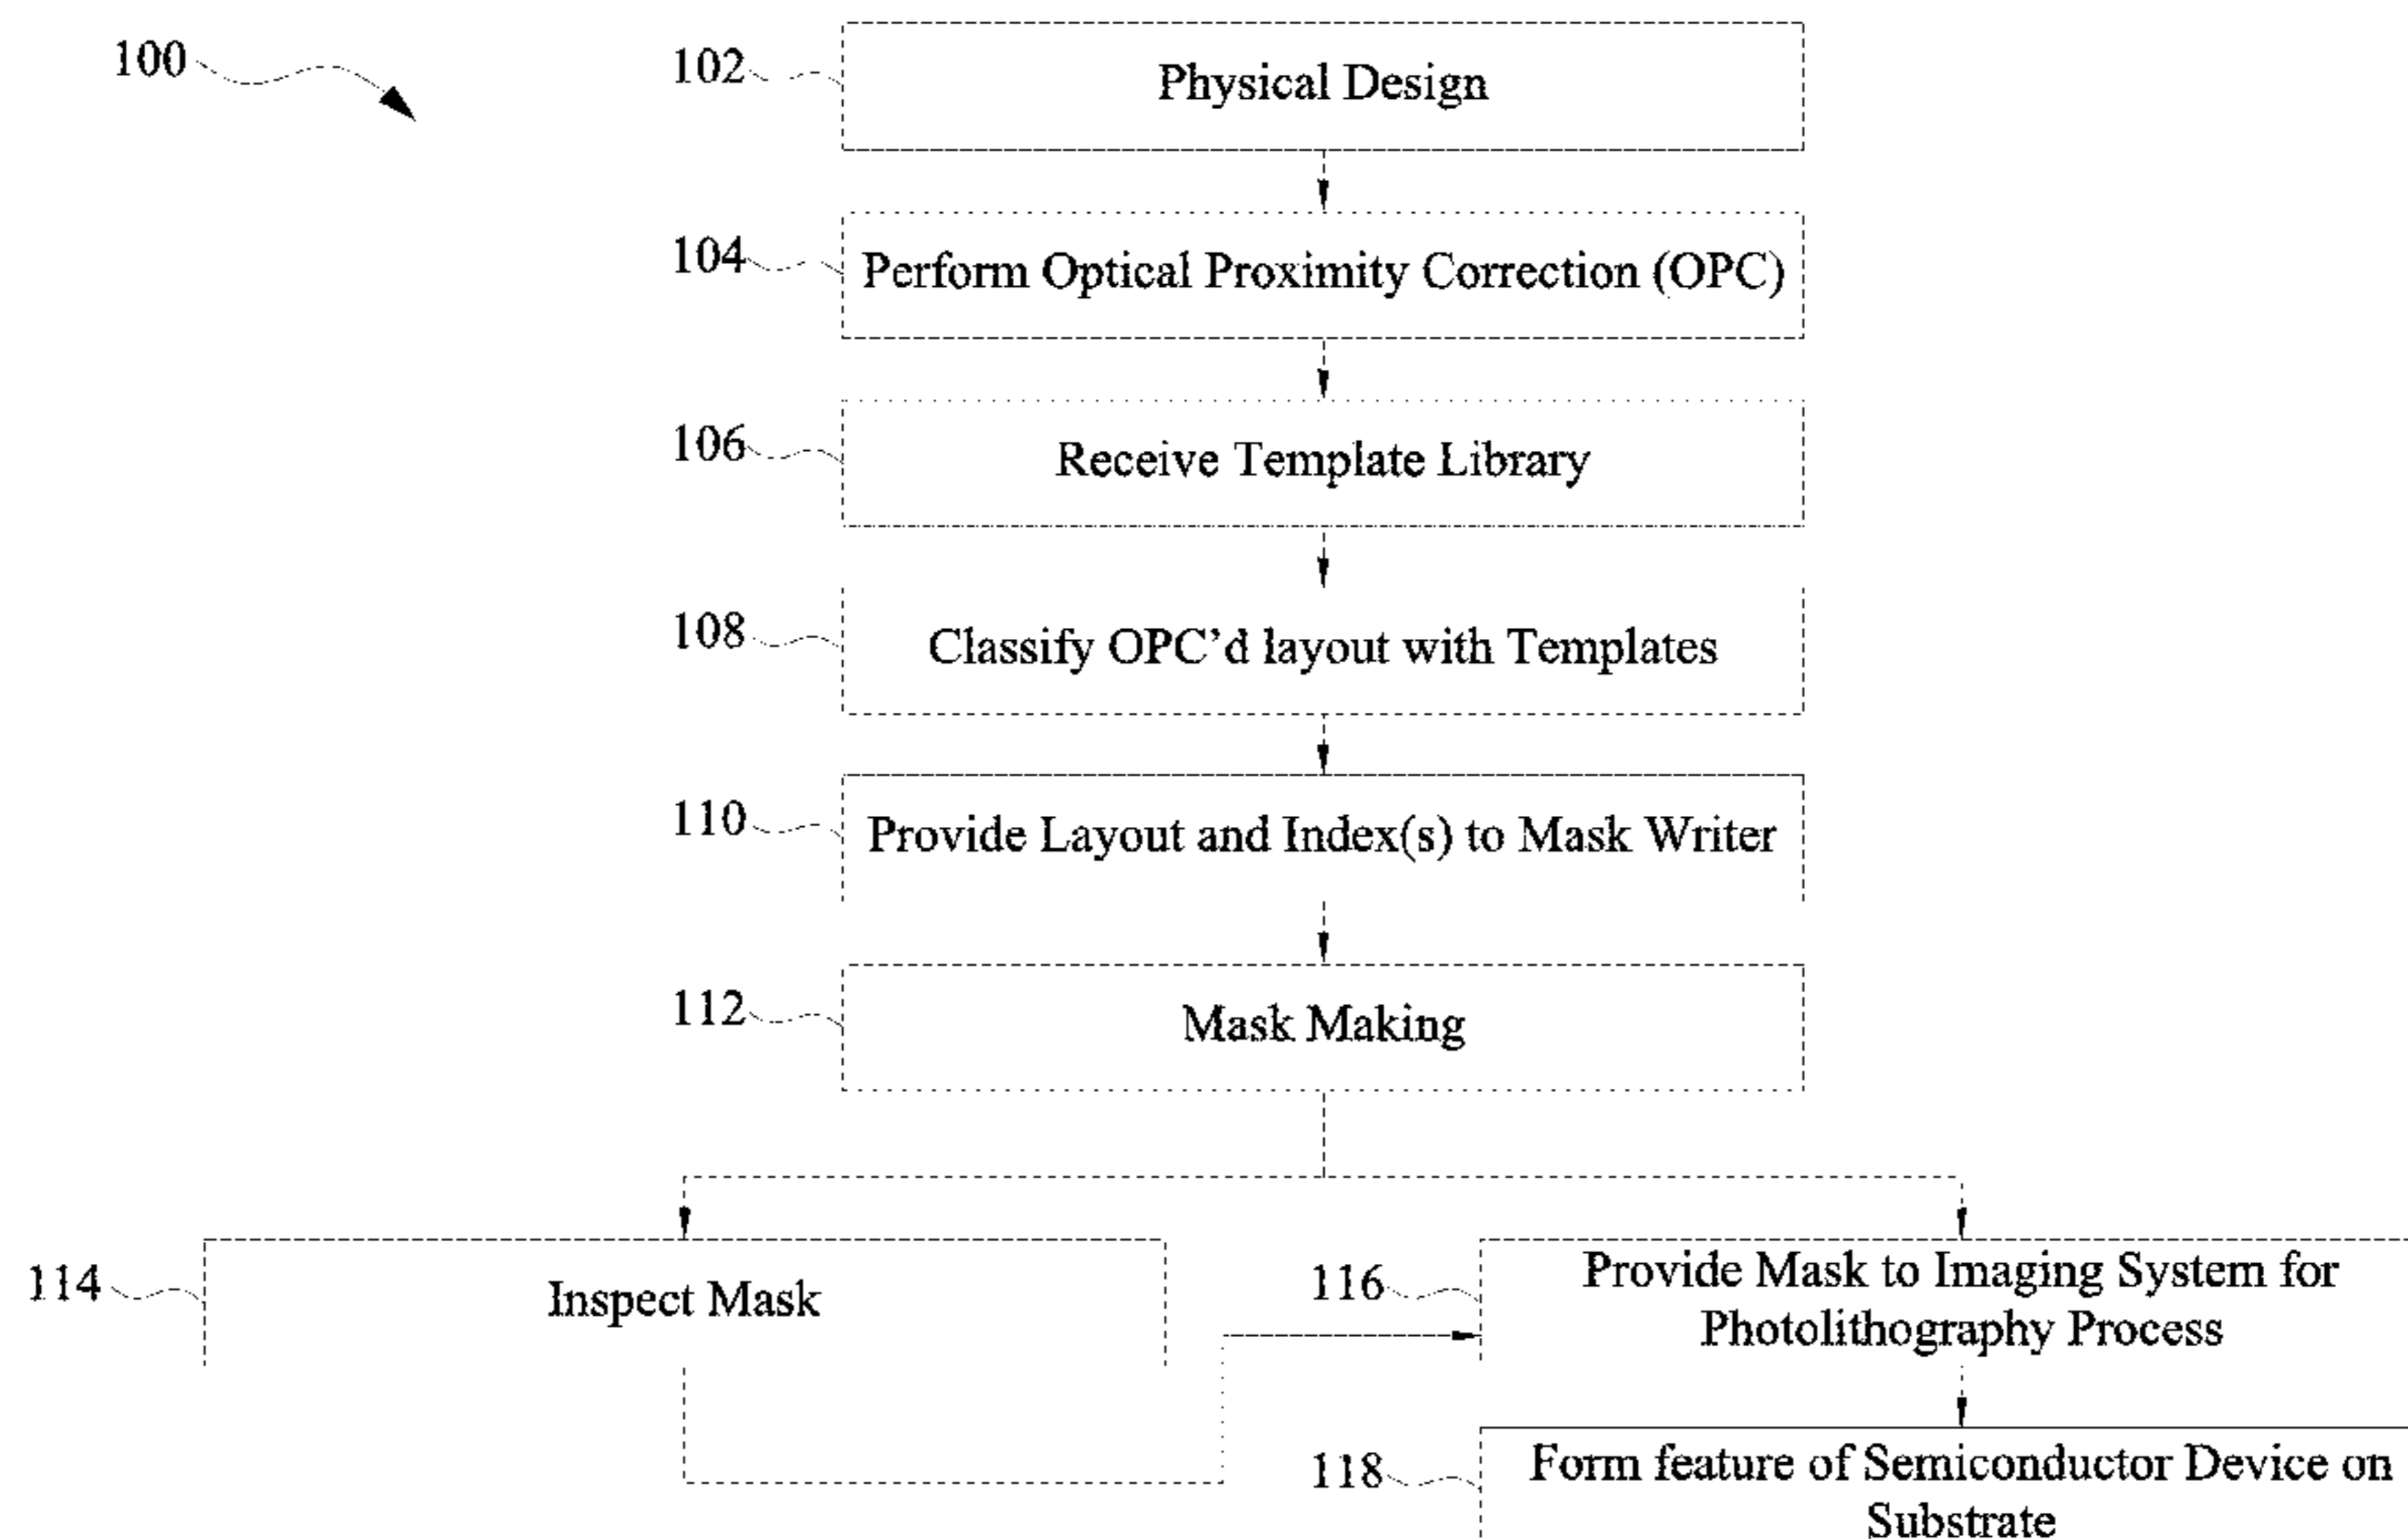 100
102
Physical Design
104
Perform Optical Proximity Correction (OPC)
106
Receive Template Library
108
Classify OPC’d layout with Templates
110
Provide Layout and Index(s) to Mask Writer
112
Mask Making
114
Inspect Mask
116
Provide Mask to Imaging System for
Photolithography Process
118
Form feature of Semiconductor Device on
Substrate